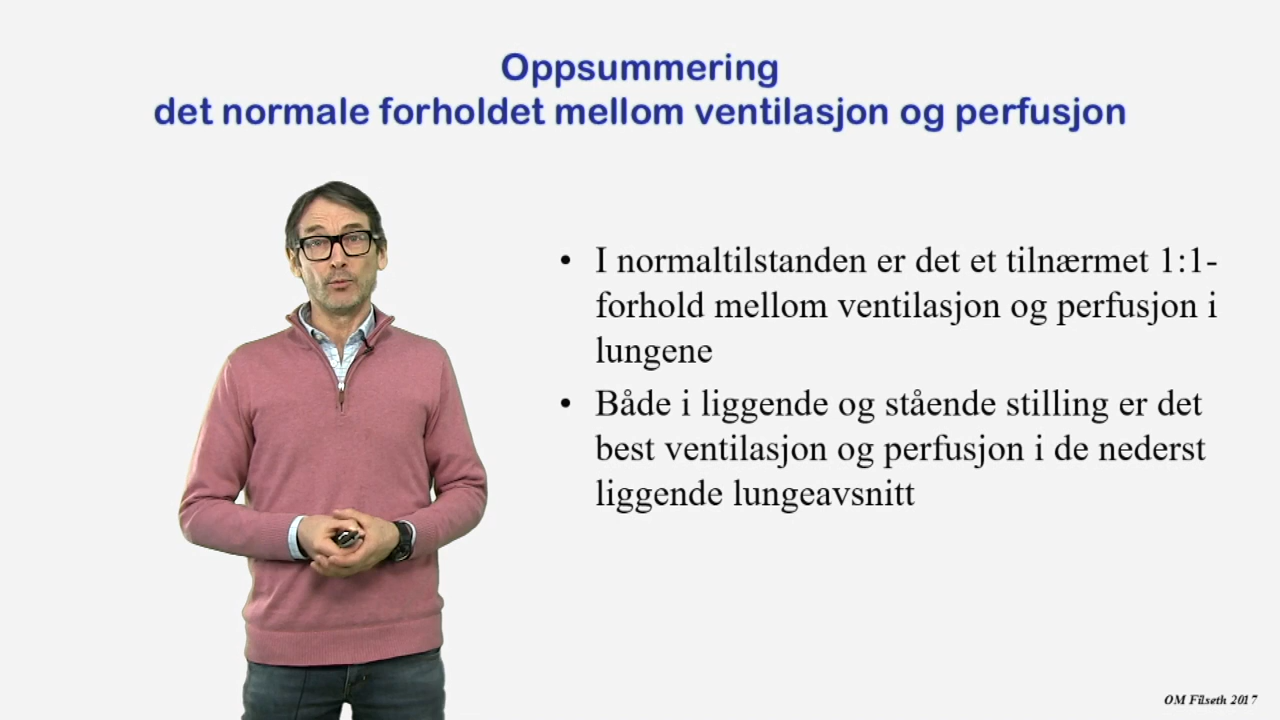 Oppsummering
det normale forholdet mellom ventilasjon og perfusjon
• I normaltilstanden er det et tilnærmet 1:1-
forhold mellom ventilasjon og perfusjon i
lungene
• Både i liggende og stående stilling er det
best ventilasjon og perfusjon i de nederst
liggende lungeavsnitt
OM Filseth 2017